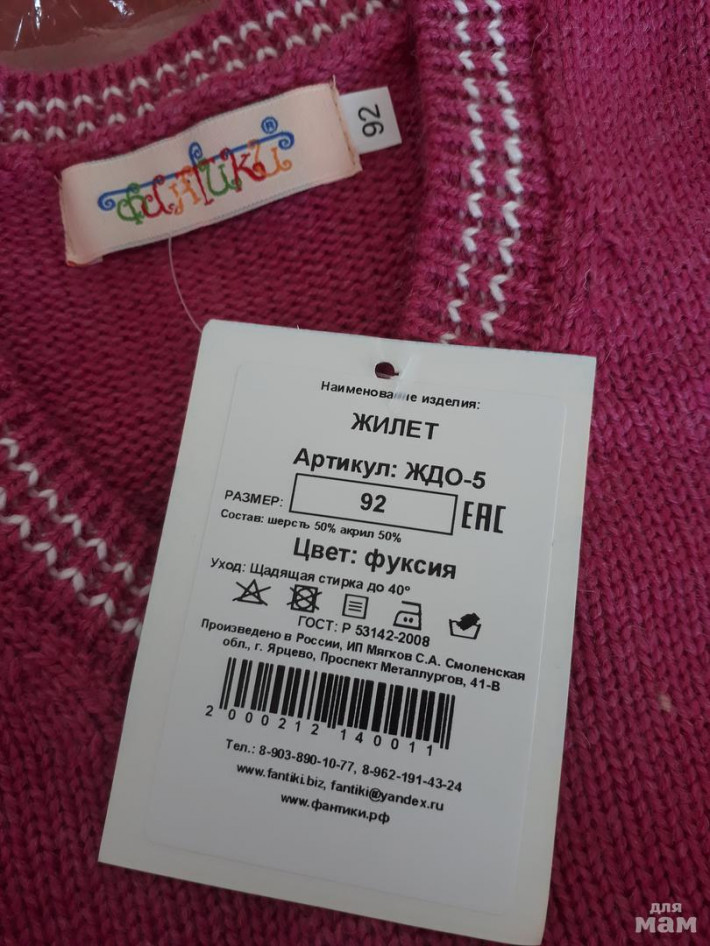 фантики®
92
Наименование изделия:
ЖИЛЕТ
Артикул: ЖДО-5
РАЗМЕР: 92 ЕАС
Состав: шерсть 50% акрил 50%
Цвет: фуксия
Уход: Щадящая стирка до 40°
ГОСТ: Р 53142-2008
Произведено в России, ИП Мягков С.А. Смоленская
обл., г. Ярцево, Проспект Металлургов, 41-В
2 000212 140011
Тел.: 8-903-890-10-77, 8-962-191-43-24
www.fantiki.biz, fantiki@yandex.ru
www.фантики.рф
для
мам